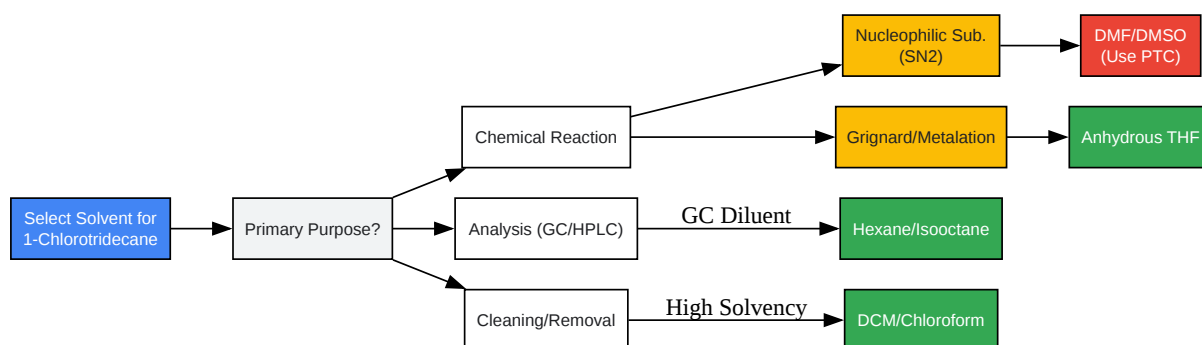 Select Solvent for
1-Chlorotridecane
Primary Purpose?
Chemical Reaction
Nucleophilic Sub.
(SN2)
DMF/DMSO
(Use PTC)
Grignard/Metalation
Anhydrous THF
Analysis (GC/HPLC)
GC Diluent
Hexane/Isooctane
Cleaning/Removal
High Solvency
DCM/Chloroform